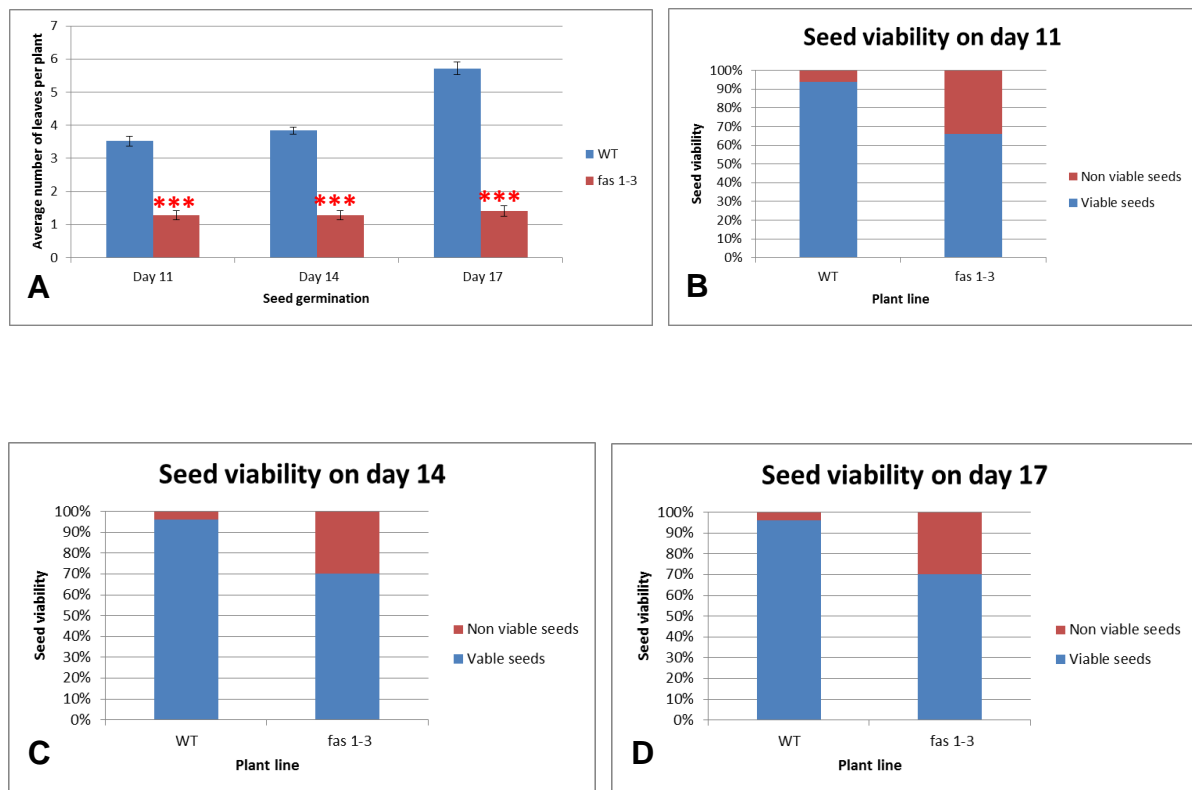 7
6
5
4
3
2
1
0
Average number of leaves per plant
***
***
***
Day 11
Day 14
Day 17
Seed germination
WT
fas 1-3
A
Seed viability on day 11
100%
90%
80%
70%
60%
50%
40%
30%
20%
10%
0%
Seed viability
WT
fas 1-3
Plant line
Non viable seeds
Viable seeds
B
Seed viability on day 14
100%
90%
80%
70%
60%
50%
40%
30%
20%
10%
0%
Seed viability
WT
fas 1-3
Plant line
Non viable seeds
Vable seeds
C
Seed viability on day 17
100%
90%
80%
70%
60%
50%
40%
30%
20%
10%
0%
Seed viability
WT
fas 1-3
Plant line
Non viable seeds
Viable seeds
D